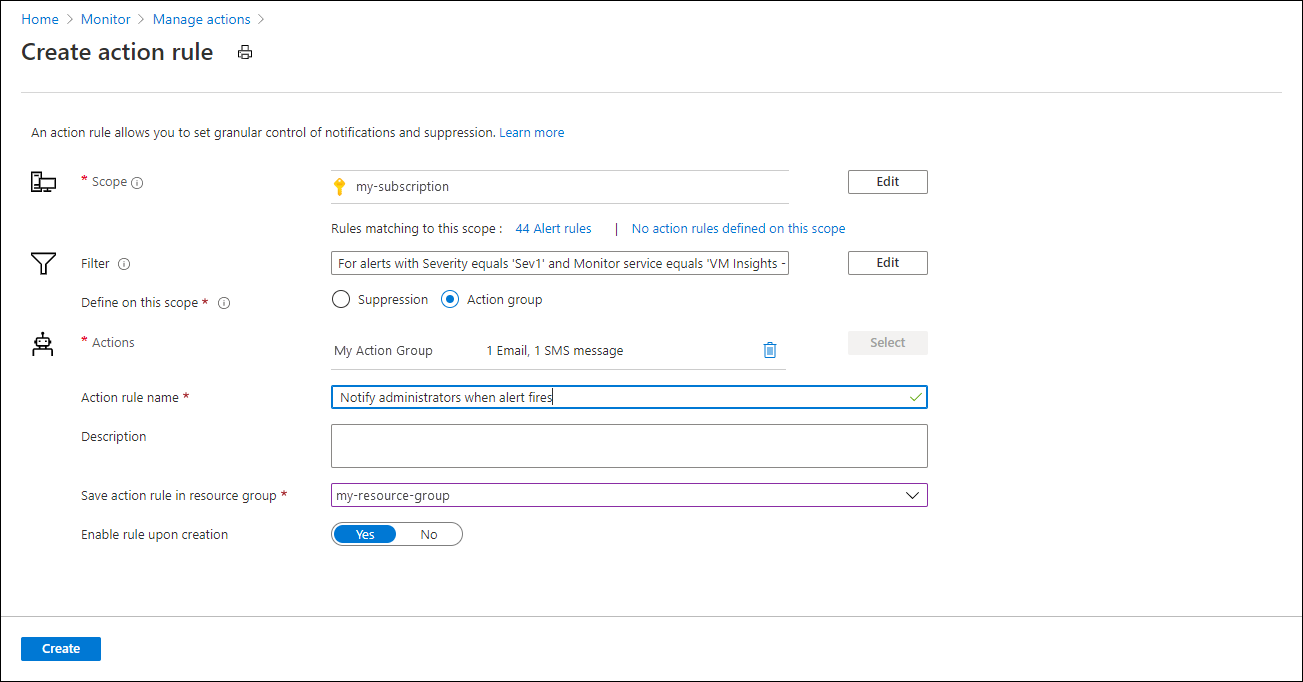 Home > Monitor > Manage actions >
Create action rule
An action rule allows you to set granular control of notifications and suppression. Learn more
* Scope
my-subscription
Edit
Rules matching to this scope : 44 Alert rules | No action rules defined on this scope
Filter
For alerts with Severity equals 'Sev1' and Monitor service equals 'VM Insights -
Edit
Define on this scope *
Suppression
Action group
* Actions
My Action Group
1 Email, 1 SMS message
Select
Action rule name *
Notify administrators when alert fires
Description
Save action rule in resource group *
my-resource-group
Enable rule upon creation
Yes
No
Create